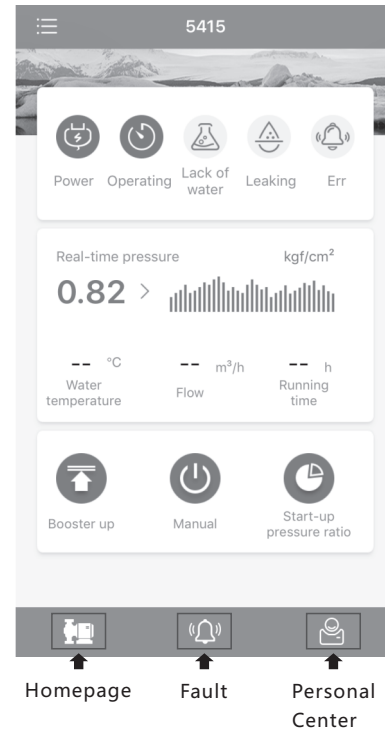 5415
Power Operating Lack of water Leaking Err
Real-time pressure kgf/cm²
0.82 >
-- °C -- m³/h -- h
Water temperature Flow Running time
Booster up Manual Start-up pressure ratio
Homepage Fault Personal Center